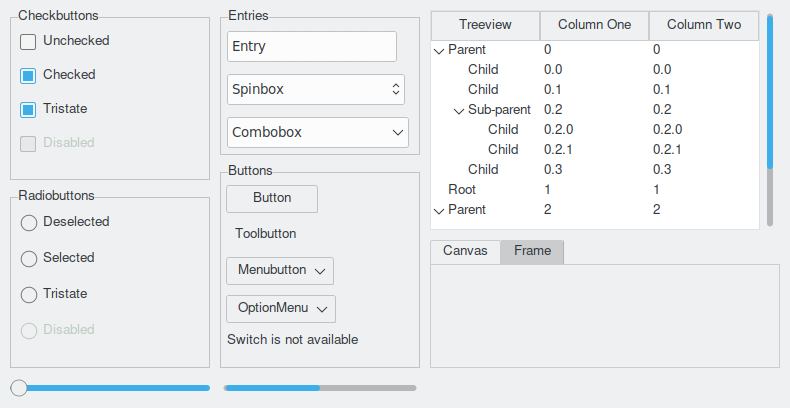 Checkbuttons
Unchecked
Checked
Tristate
Disabled
Radiobuttons
Deselected
Selected
Tristate
Disabled
Entries
Entry
Spinbox
Combobox
Buttons
Button
Toolbutton
Menubutton
OptionMenu
Switch is not available
Treeview Column One Column Two
Parent 0 0
Child 0.0 0.0
Child 0.1 0.1
Sub-parent 0.2 0.2
Child 0.2.0 0.2.0
Child 0.2.1 0.2.1
Child 0.3 0.3
Root 1 1
Parent 2 2
Canvas Frame